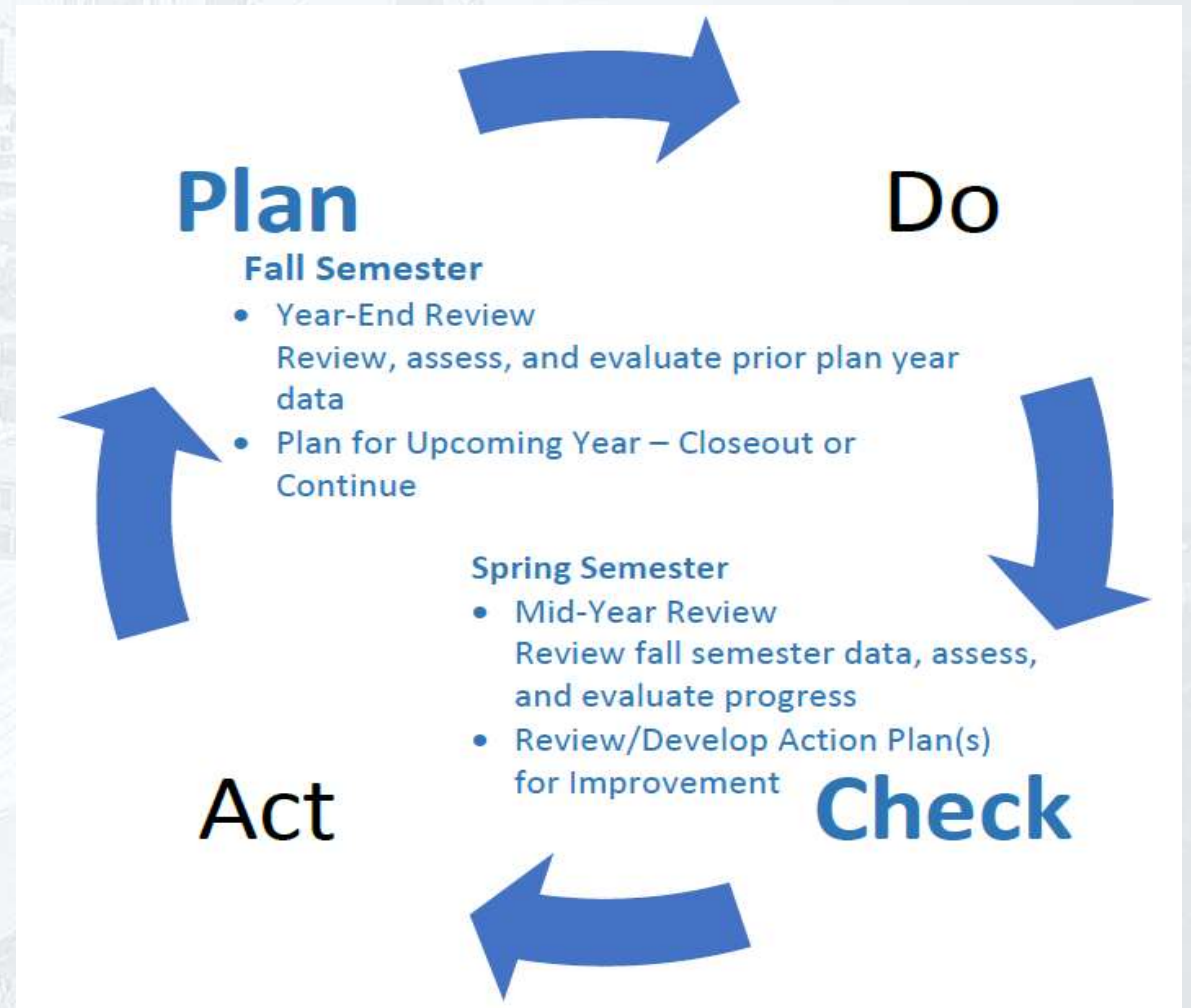 Plan
Do
Fall Semester
• Year-End Review
Review, assess, and evaluate prior plan year
data
• Plan for Upcoming Year – Closeout or
Continue
Spring Semester
• Mid-Year Review
Review fall semester data, assess,
and evaluate progress
• Review/Develop Action Plan(s)
for Improvement
Act
Check